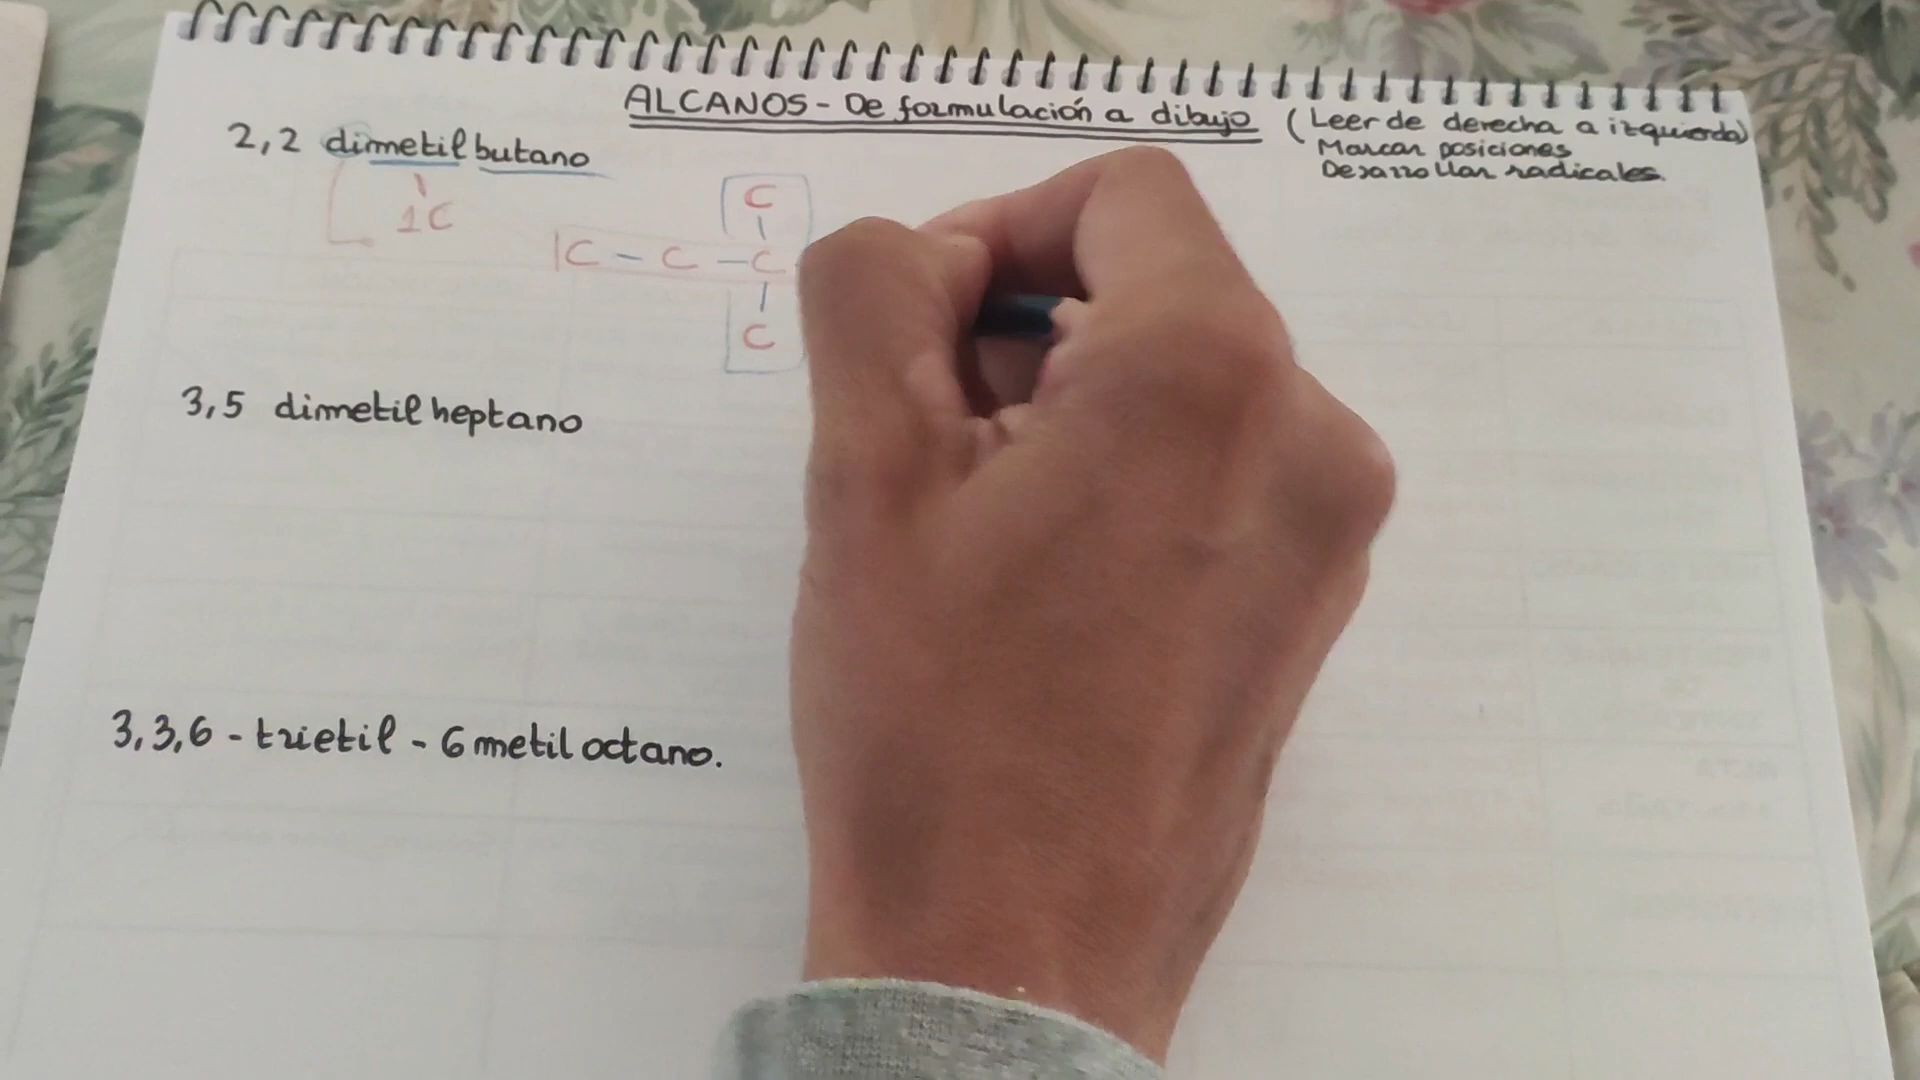 ALCANOS - De formulación a dibujo (Leer de derecha a izquierda)
Marcar posiciones
Desarrollar radicales.
2,2 dimetil butano
1C
C
C - C - C
C
3,5 dimetil heptano
3,3,6 - trietil - 6 metil octano.